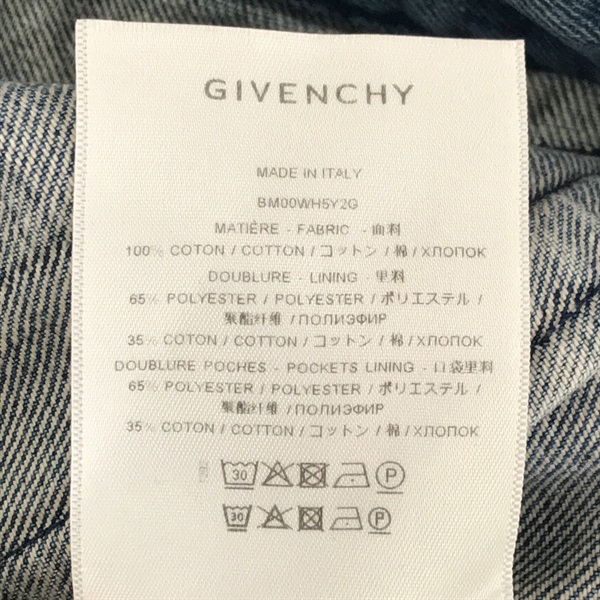 GIVENCHY
MADE IN ITALY
BM00WH5Y2G
MATIÈRE - FABRIC - 面料
100% COTON / COTTON / コットン / 棉 / ХЛОПОК
DOUBLURE - LINING - 里料
65% POLYESTER / POLYESTER / ポリエステル /
聚酯纤维 / ПОЛИЭФИР
35% COTON / COTTON / コットン / 棉 / ХЛОПОК
DOUBLURE POCHES - POCKETS LINING - 口袋里料
65% POLYESTER / POLYESTER / ポリエステル /
聚酯纤维 / ПОЛИЭФИР
35% COTON / COTTON / コットン / 棉 / ХЛОПОК
30 P
30 P